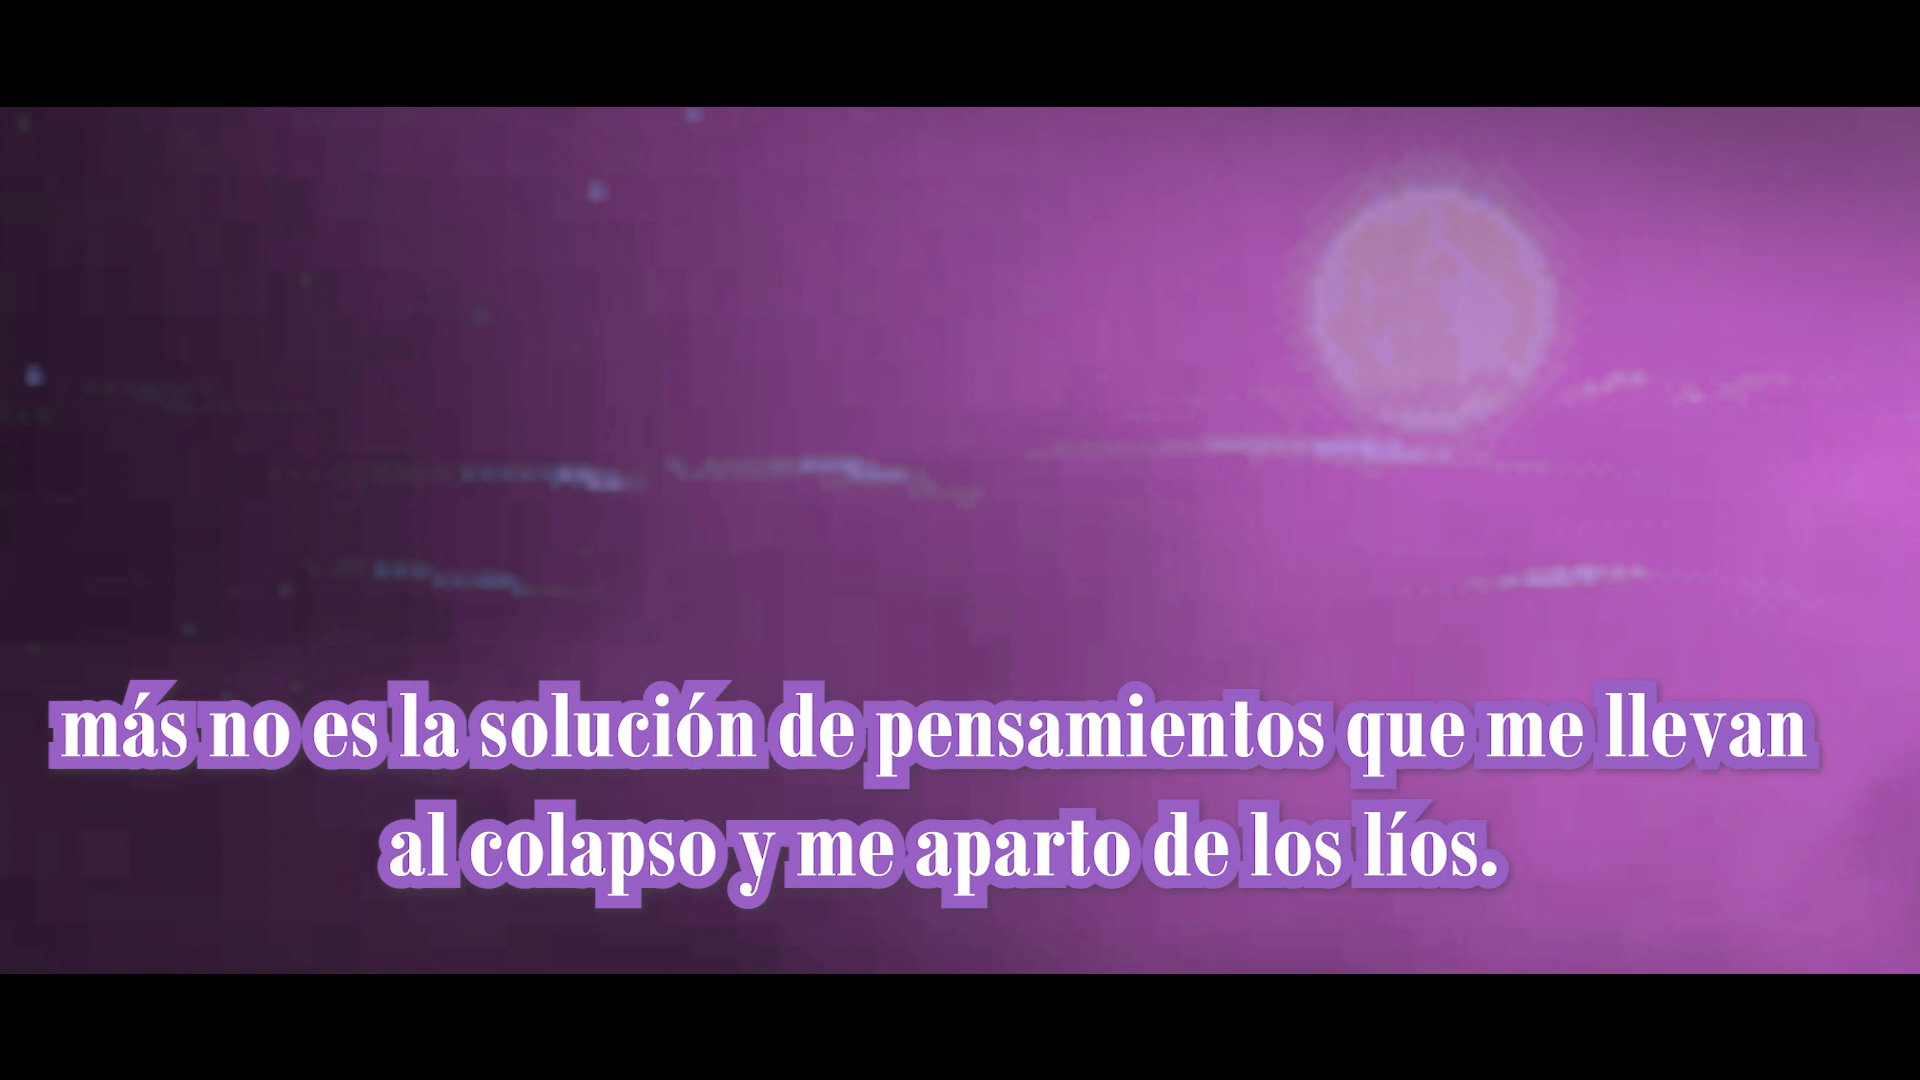 más no es la solución de pensamientos que me llevan
al colapso y me aparto de los líos.